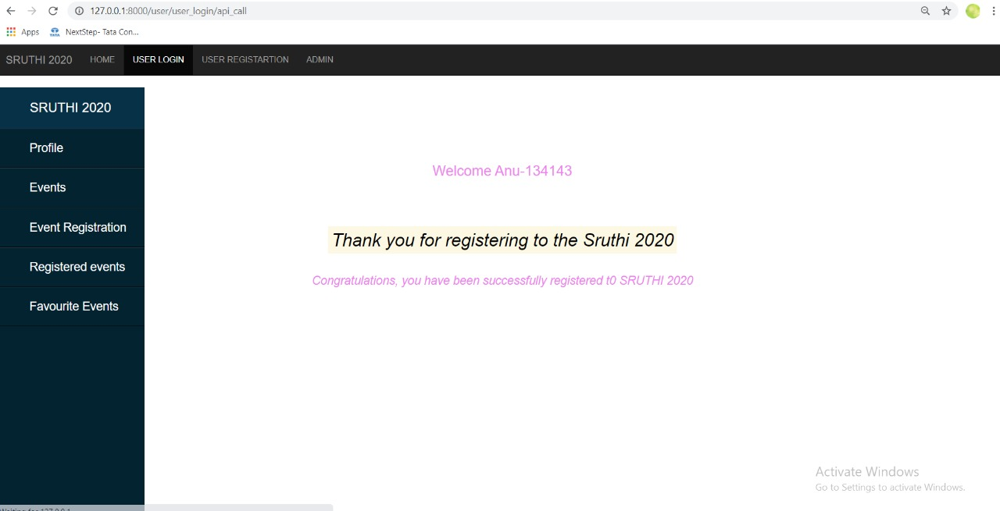 127.0.0.1:8000/user/user_login/api_call
Apps NextStep- Tata Con...
SRUTHI 2020 HOME USER LOGIN USER REGISTARTION ADMIN
SRUTHI 2020
Profile
Events
Event Registration
Registered events
Favourite Events
Welcome Anu-134143
Thank you for registering to the Sruthi 2020
Congratulations, you have been successfully registered t0 SRUTHI 2020
Activate Windows
Go to Settings to activate Windows.